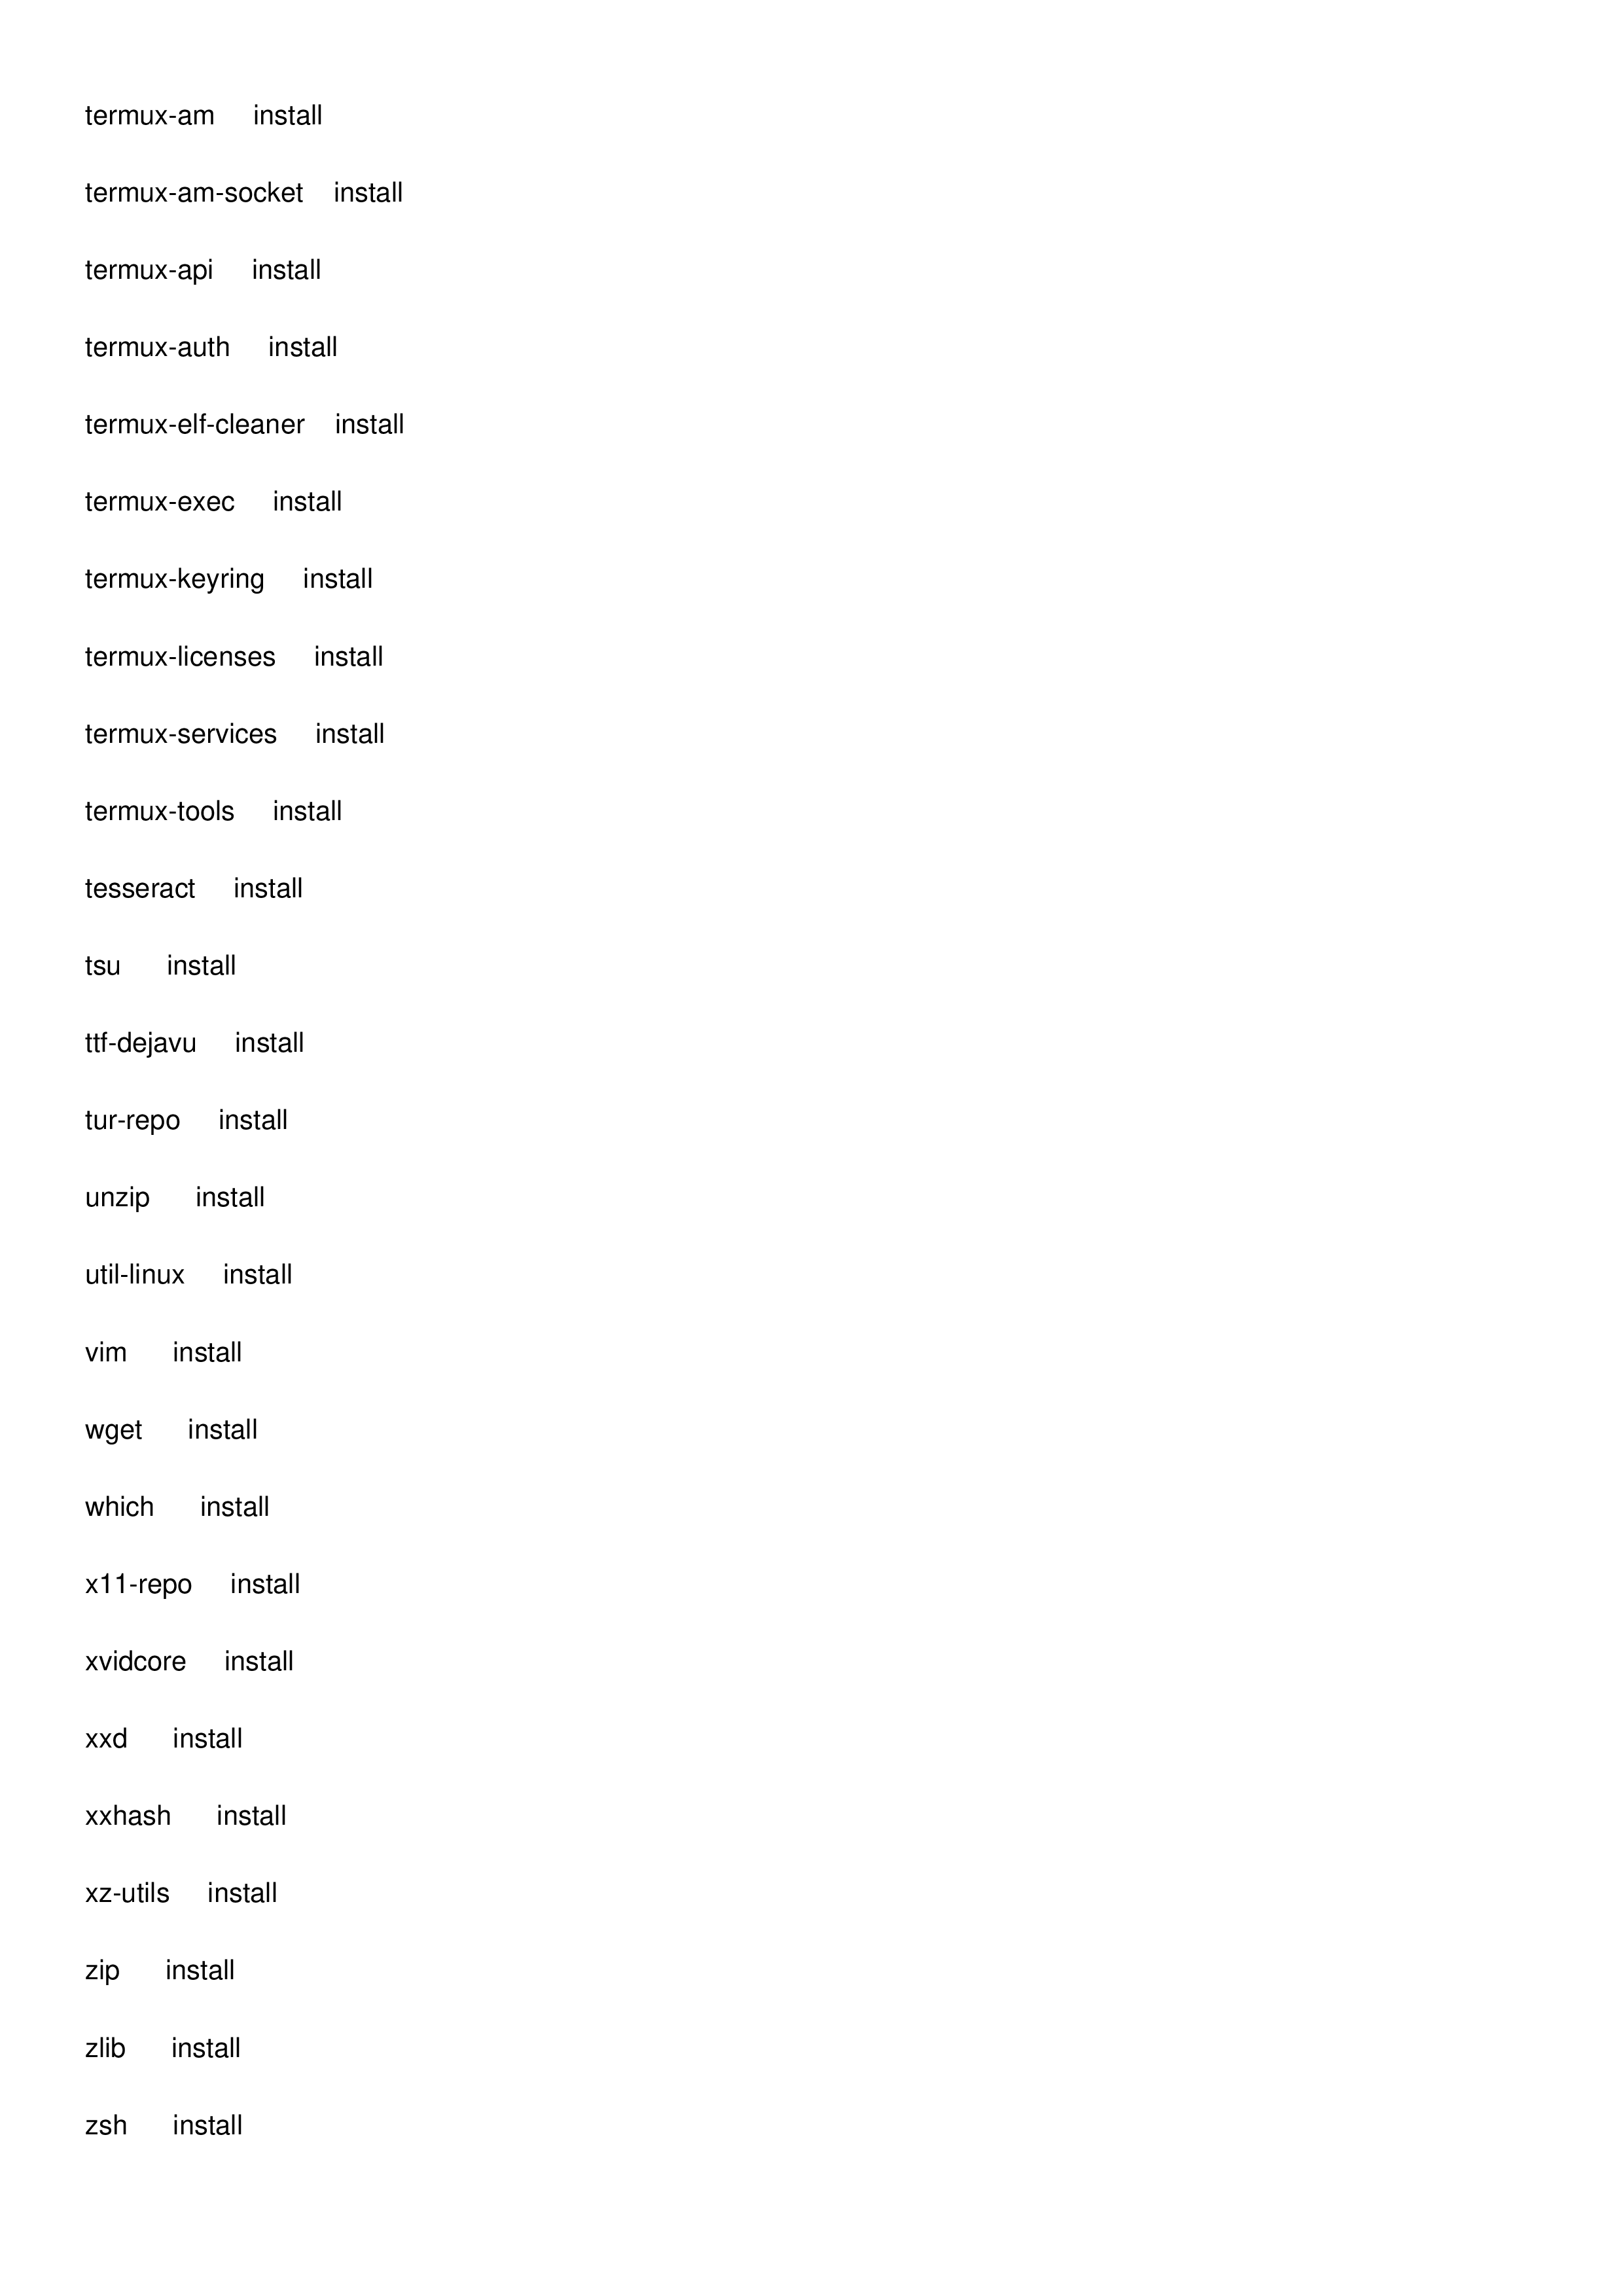 termux-am install
termux-am-socket install
termux-api install
termux-auth install
termux-elf-cleaner install
termux-exec install
termux-keyring install
termux-licenses install
termux-services install
termux-tools install
tesseract install
tsu install
ttf-dejavu install
tur-repo install
unzip install
util-linux install
vim install
wget install
which install
x11-repo install
xvidcore install
xxd install
xxhash install
xz-utils install
zip install
zlib install
zsh install